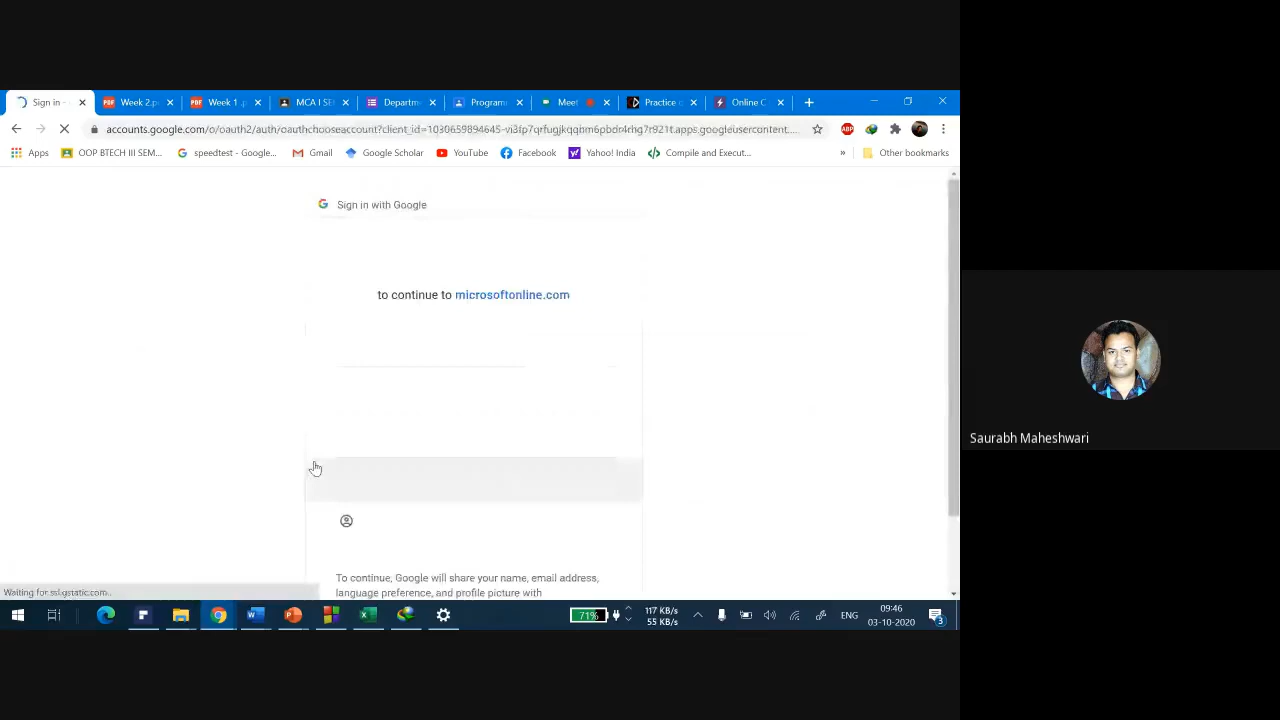 Sign in -
Week 2.p
Week 1 .p
MCA I SE
Departm
Program
Meet
Practice o
Online C
accounts.google.com/o/oauth2/auth/oauthchooseaccount?client_id=
Apps
OOP BTECH III SEM...
speedtest - Google...
Gmail
Google Scholar
YouTube
Facebook
Yahoo! India
Compile and Execut...
»
Other bookmarks
Sign in with Google
to continue to microsoftonline.com
To continue, Google will share your name, email address,
language preference, and profile picture with
Waiting for ssl.gstatic.com...
71%
117 KB/s
55 KB/s
ENG
09:46
03-10-2020
3
Saurabh Maheshwari